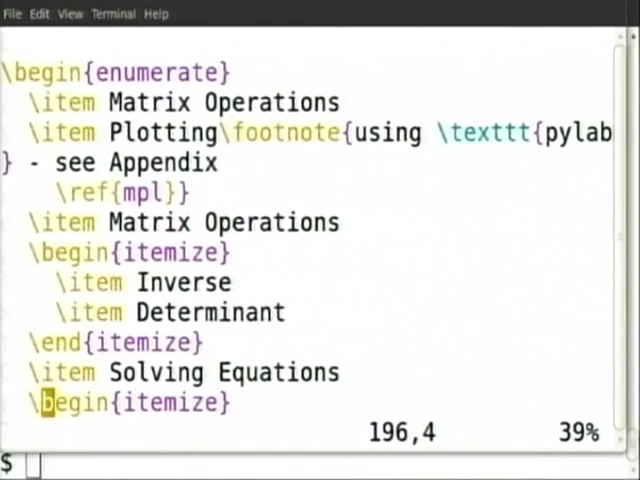 File Edit View Terminal Help
\begin{enumerate}
  \item Matrix Operations
  \item Plotting\footnote{using \texttt{pylab
} - see Appendix
    \ref{mpl}}
  \item Matrix Operations
  \begin{itemize}
    \item Inverse
    \item Determinant
  \end{itemize}
  \item Solving Equations
  \begin{itemize}
196,4 39%
$